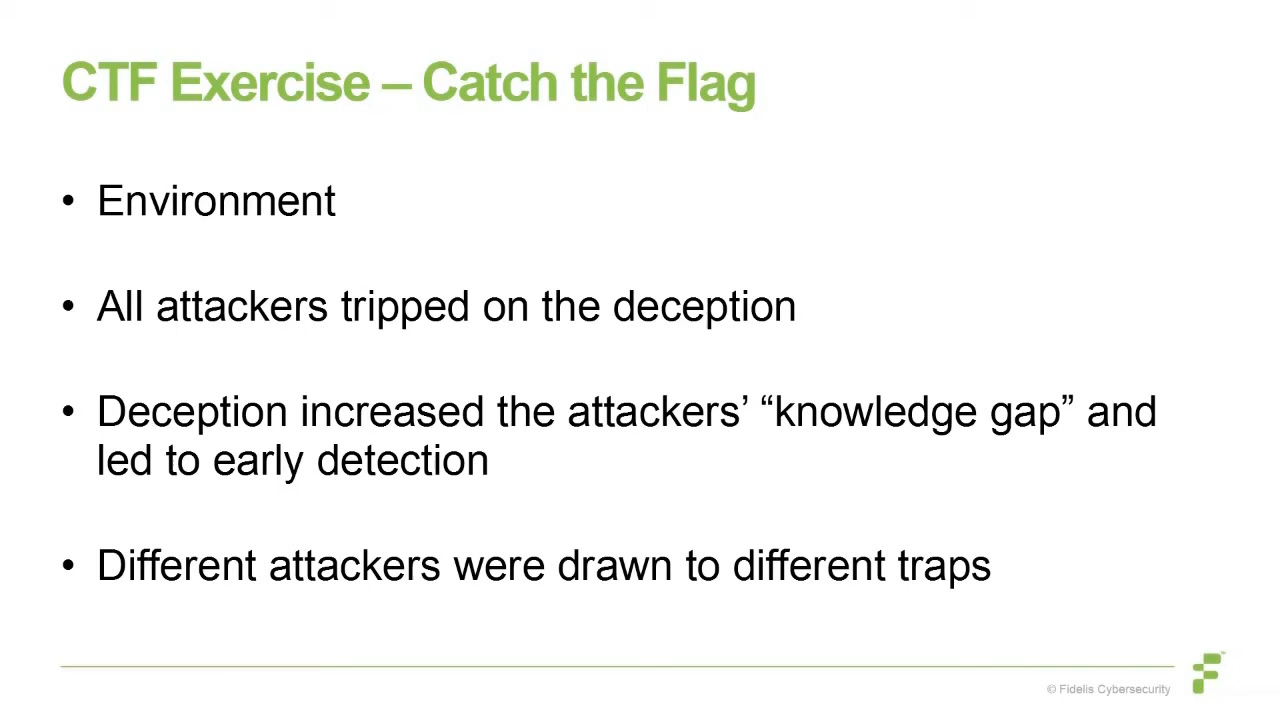 CTF Exercise – Catch the Flag
• Environment
• All attackers tripped on the deception
• Deception increased the attackers’ “knowledge gap” and
led to early detection
• Different attackers were drawn to different traps
© Fidelis Cybersecurity